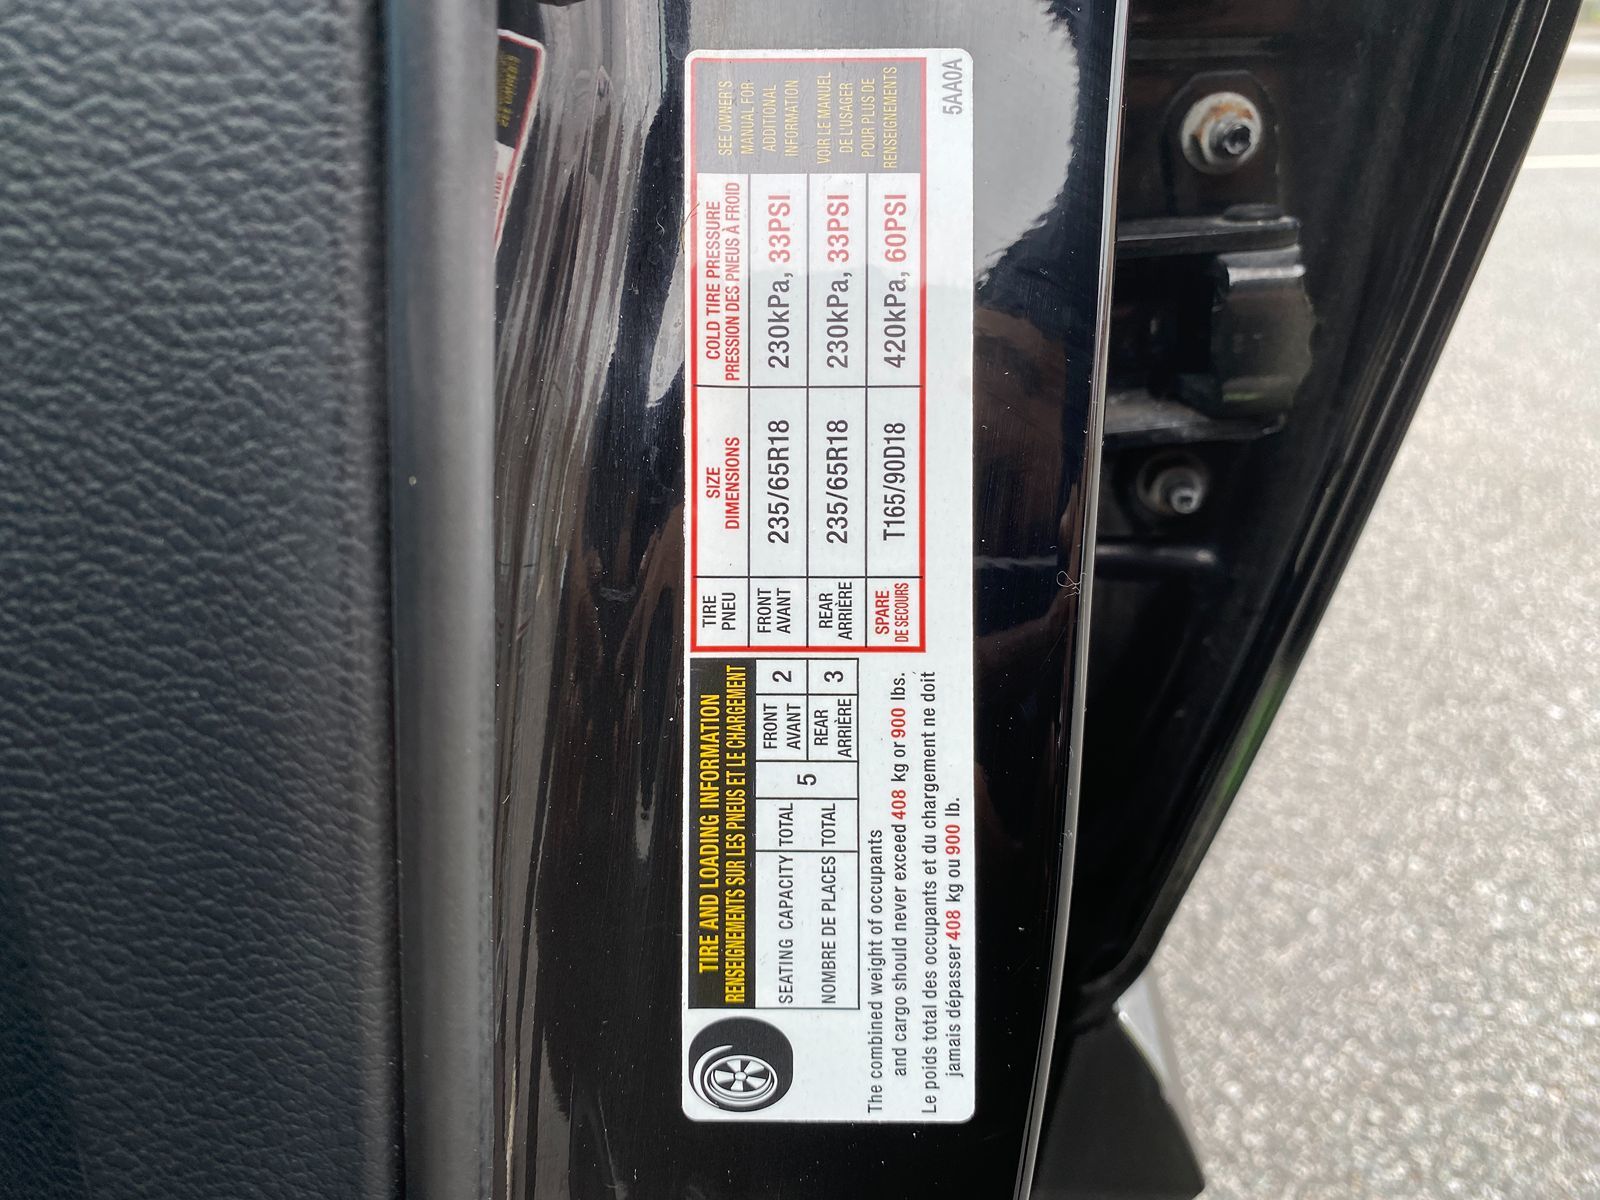 TIRE AND LOADING INFORMATION
RENSEIGNEMENTS SUR LES PNEUS ET LE CHARGEMENT
SEATING CAPACITY TOTAL 5 FRONT AVANT 2
NOMBRE DE PLACES TOTAL REAR ARRIÈRE 3
The combined weight of occupants
and cargo should never exceed 408 kg or 900 lbs.
Le poids total des occupants et du chargement ne doit
jamais dépasser 408 kg ou 900 lb.
TIRE SIZE COLD TIRE PRESSURE
PNEU DIMENSIONS PRESSION DES PNEUS À FROID
FRONT AVANT 235/65R18 230kPa, 33PSI
REAR ARRIÈRE 235/65R18 230kPa, 33PSI
SPARE DE SECOURS T165/90D18 420kPa, 60PSI
SEE OWNER'S
MANUAL FOR
ADDITIONAL
INFORMATION
VOIR LE MANUEL
DE L'USAGER
POUR PLUS DE
RENSEIGNEMENTS
5AA0A